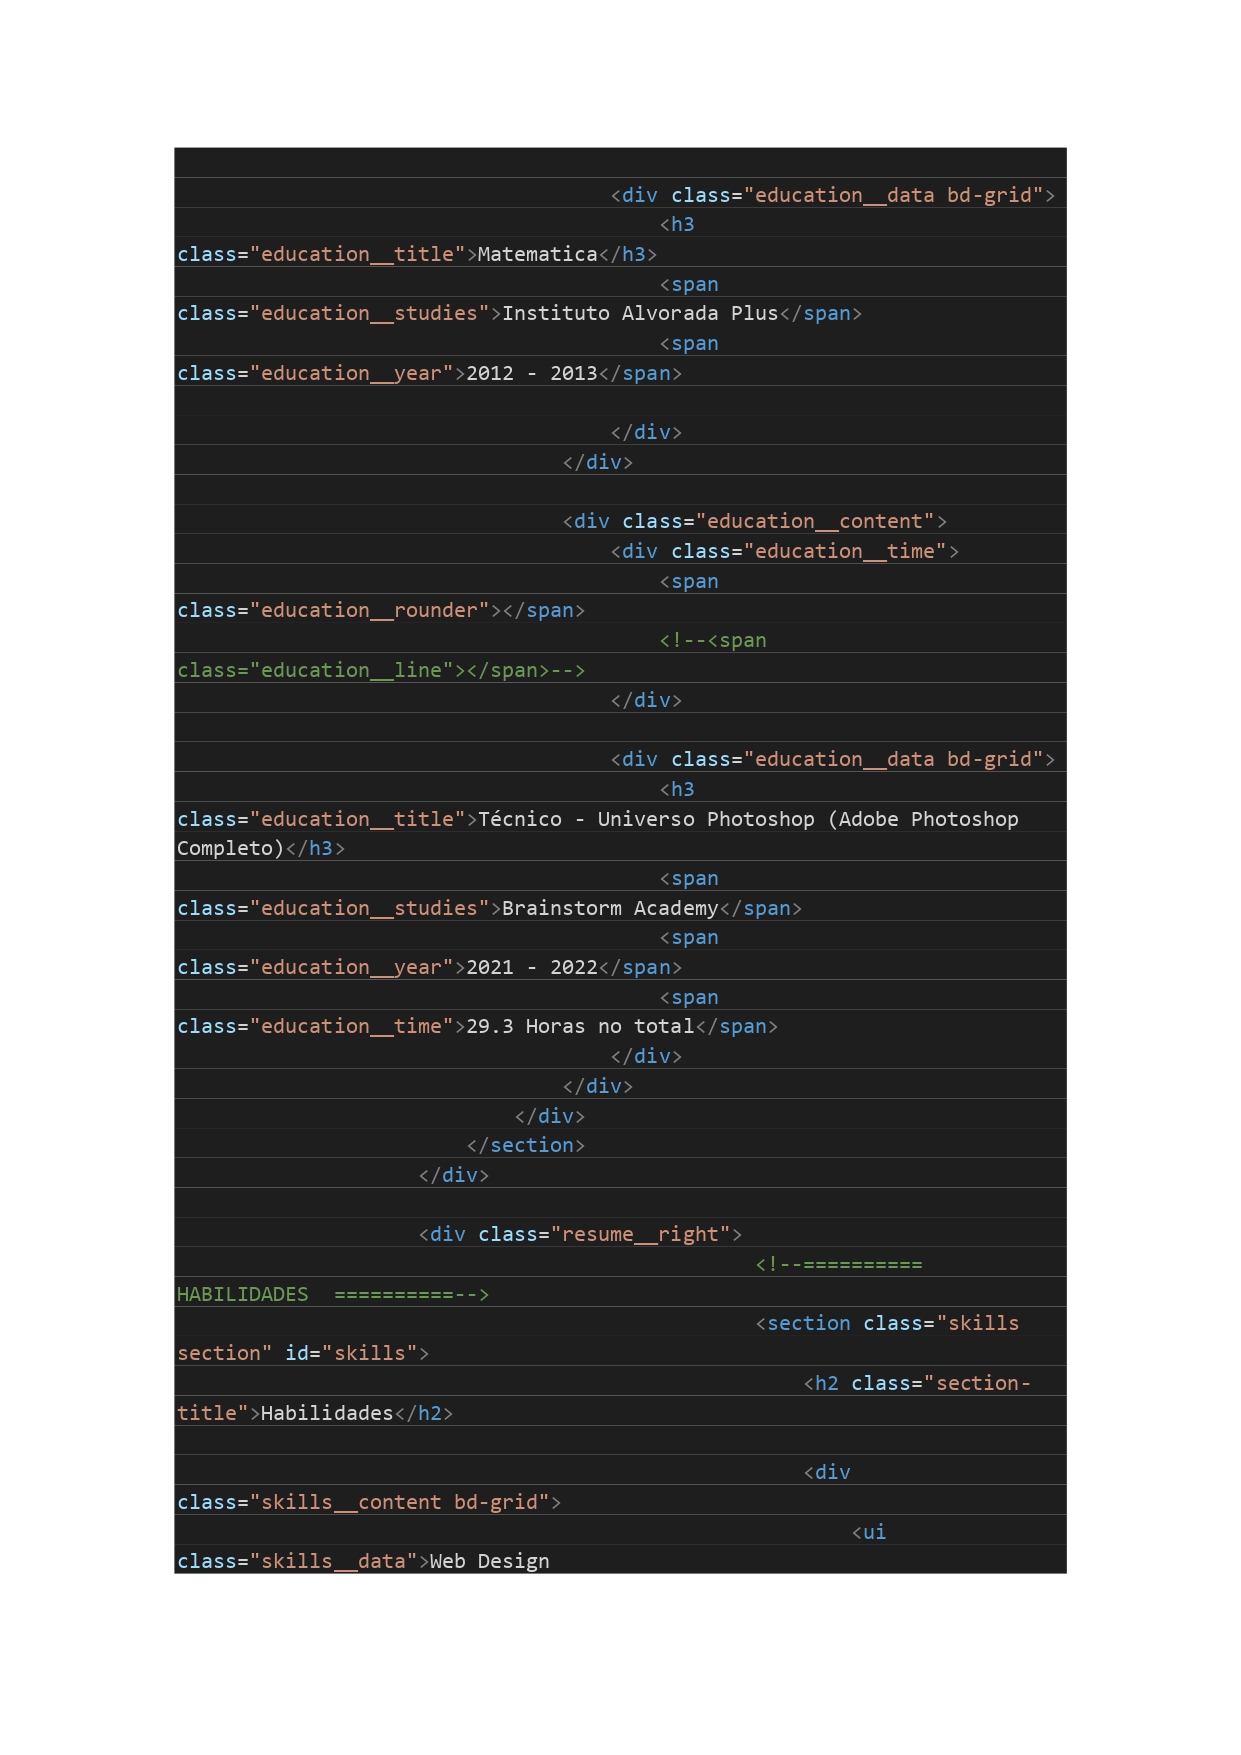 <div class="education__data bd-grid">
<h3
class="education__title">Matematica</h3>
<span
class="education__studies">Instituto Alvorada Plus</span>
<span
class="education__year">2012 - 2013</span>
</div>
</div>
<div class="education__content">
<div class="education__time">
<span
class="education__rounder"></span>
<!--<span
class="education__line"></span>-->
</div>
<div class="education__data bd-grid">
<h3
class="education__title">Técnico - Universo Photoshop (Adobe Photoshop
Completo)</h3>
<span
class="education__studies">Brainstorm Academy</span>
<span
class="education__year">2021 - 2022</span>
<span
class="education__time">29.3 Horas no total</span>
</div>
</div>
</div>
</section>
</div>
<div class="resume__right">
<!--==========
HABILIDADES  ==========-->
<section class="skills
section" id="skills">
<h2 class="section-
title">Habilidades</h2>
<div
class="skills__content bd-grid">
<ui
class="skills__data">Web Design